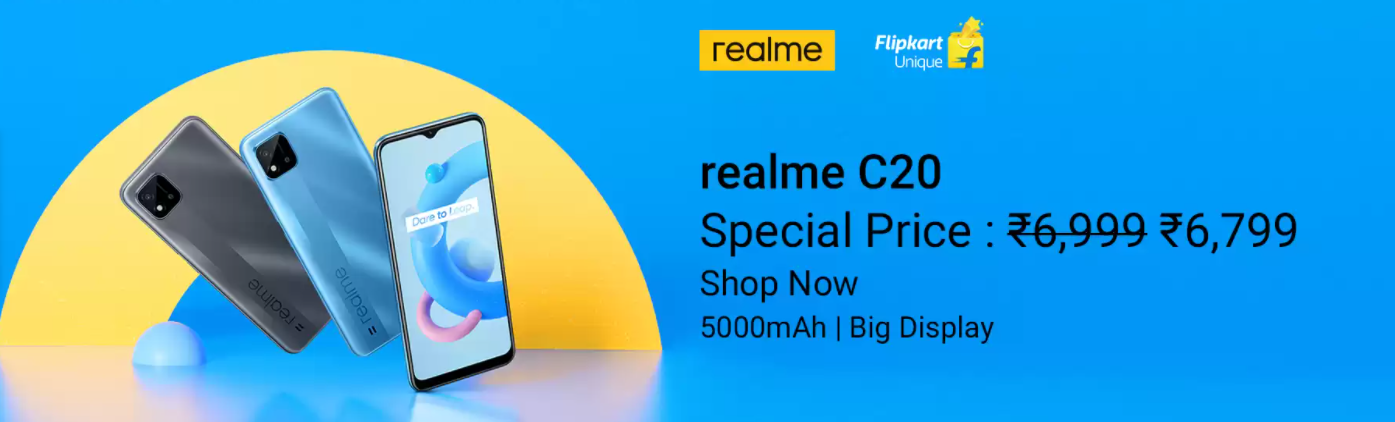 realme
Flipkart
Unique
realme C20
Special Price : ₹6,999 ₹6,799
Shop Now
5000mAh | Big Display
realme
realme
Dare to Leap.